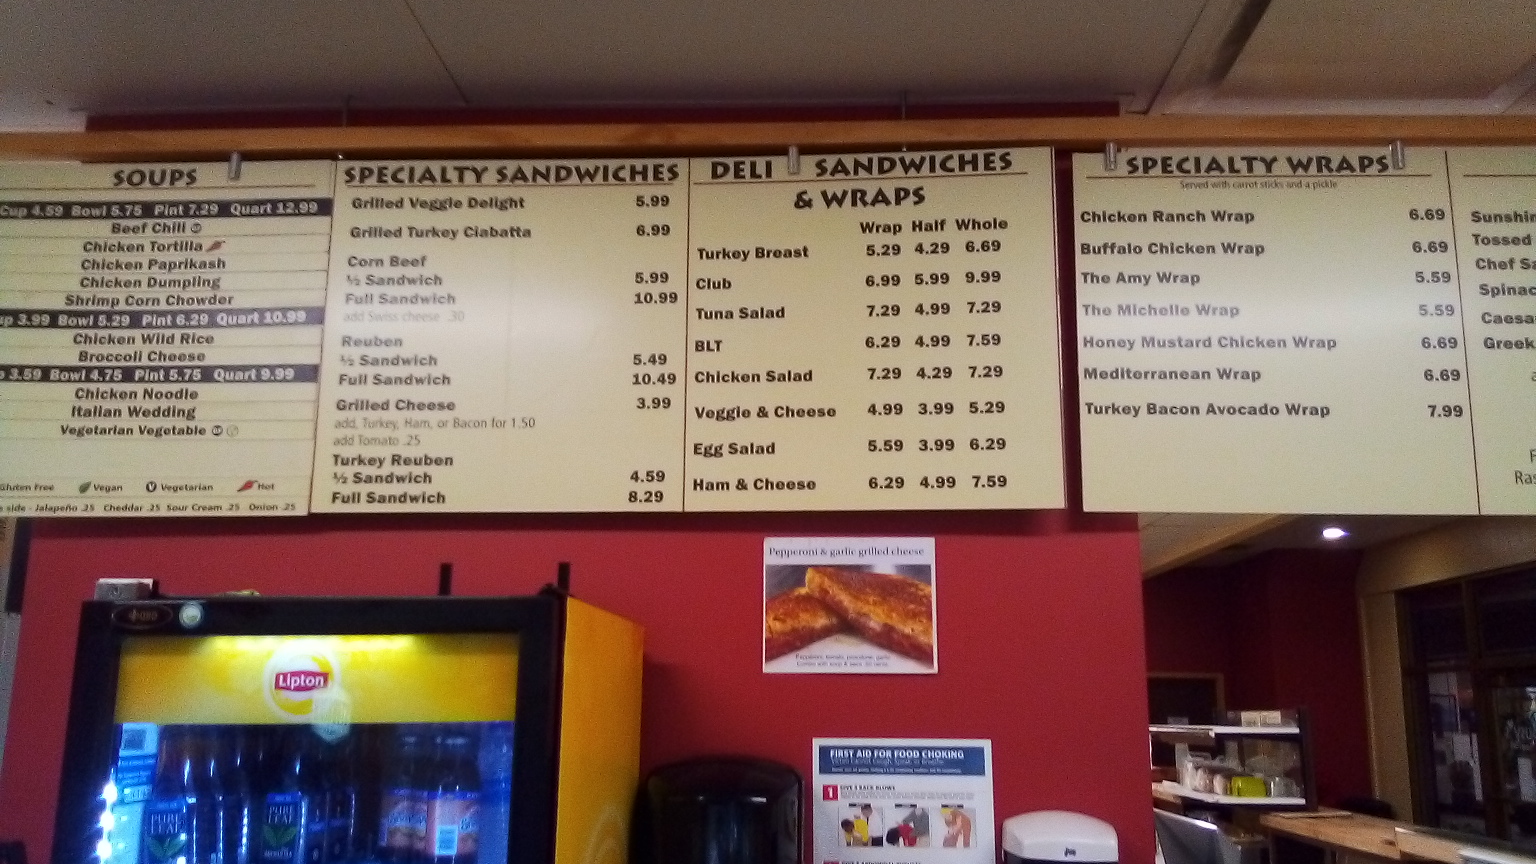 SOUPS
Cup 4.59 Bowl 5.75 Pint 7.29 Quart 12.99
Beef Chili
Chicken Tortilla
Chicken Paprikash
Chicken Dumpling
Shrimp Corn Chowder
3.99 Bowl 5.29 Pint 6.29 Quart 10.99
Chicken Wild Rice
Broccoli Cheese
3.59 Bowl 4.75 Pint 5.75 Quart 9.99
Chicken Noodle
Italian Wedding
Vegetarian Vegetable
Gluten Free Vegan V Vegetarian Hot
side - Jalapeño .25 Cheddar .25 Sour Cream .25 Onion .25
SPECIALTY SANDWICHES
Grilled Veggie Delight 5.99
Grilled Turkey Ciabatta 6.99
Corn Beef
½ Sandwich 5.99
Full Sandwich 10.99
add Swiss cheese .30
Reuben
½ Sandwich 5.49
Full Sandwich 10.49
Grilled Cheese 3.99
add, Turkey, Ham, or Bacon for 1.50
add Tomato .25
Turkey Reuben
½ Sandwich 4.59
Full Sandwich 8.29
DELI SANDWICHES
& WRAPS
Wrap Half Whole
Turkey Breast 5.29 4.29 6.69
Club 6.99 5.99 9.99
Tuna Salad 7.29 4.99 7.29
BLT 6.29 4.99 7.59
Chicken Salad 7.29 4.29 7.29
Veggie & Cheese 4.99 3.99 5.29
Egg Salad 5.59 3.99 6.29
Ham & Cheese 6.29 4.99 7.59
SPECIALTY WRAPS
Served with carrot sticks and a pickle
Chicken Ranch Wrap 6.69
Buffalo Chicken Wrap 6.69
The Amy Wrap 5.59
The Michelle Wrap 5.59
Honey Mustard Chicken Wrap 6.69
Mediterranean Wrap 6.69
Turkey Bacon Avocado Wrap 7.99
Sunshin
Tossed
Chef Sa
Spinac
Caesa
Greek
Ras
Pepperoni & garlic grilled cheese
Lipton
PURE LEAF
PURE LEAF
FIRST AID FOR FOOD CHOKING
1 GIVE 5 BACK BLOWS